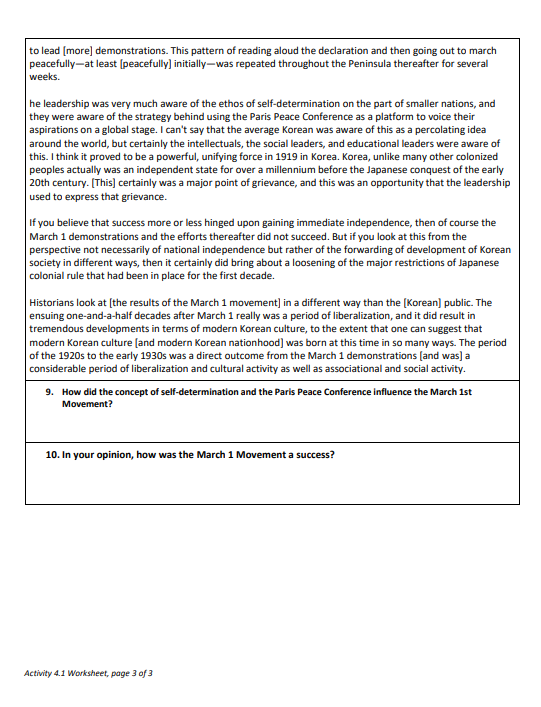 to lead [more] demonstrations. This pattern of reading aloud the declaration and then going out to march
peacefully—at least [peacefully] initially—was repeated throughout the Peninsula thereafter for several
weeks.
he leadership was very much aware of the ethos of self-determination on the part of smaller nations, and
they were aware of the strategy behind using the Paris Peace Conference as a platform to voice their
aspirations on a global stage. I can't say that the average Korean was aware of this as a percolating idea
around the world, but certainly the intellectuals, the social leaders, and educational leaders were aware of
this. I think it proved to be a powerful, unifying force in 1919 in Korea. Korea, unlike many other colonized
peoples actually was an independent state for over a millennium before the Japanese conquest of the early
20th century. [This] certainly was a major point of grievance, and this was an opportunity that the leadership
used to express that grievance.
If you believe that success more or less hinged upon gaining immediate independence, then of course the
March 1 demonstrations and the efforts thereafter did not succeed. But if you look at this from the
perspective not necessarily of national independence but rather of the forwarding of development of Korean
society in different ways, then it certainly did bring about a loosening of the major restrictions of Japanese
colonial rule that had been in place for the first decade.
Historians look at [the results of the March 1 movement] in a different way than the [Korean] public. The
ensuing one-and-a-half decades after March 1 really was a period of liberalization, and it did result in
tremendous developments in terms of modern Korean culture, to the extent that one can suggest that
modern Korean culture [and modern Korean nationhood] was born at this time in so many ways. The period
of the 1920s to the early 1930s was a direct outcome from the March 1 demonstrations [and was] a
considerable period of liberalization and cultural activity as well as associational and social activity.
9. How did the concept of self-determination and the Paris Peace Conference influence the March 1st
Movement?
10. In your opinion, how was the March 1 Movement a success?
Activity 4.1 Worksheet, page 3 of 3